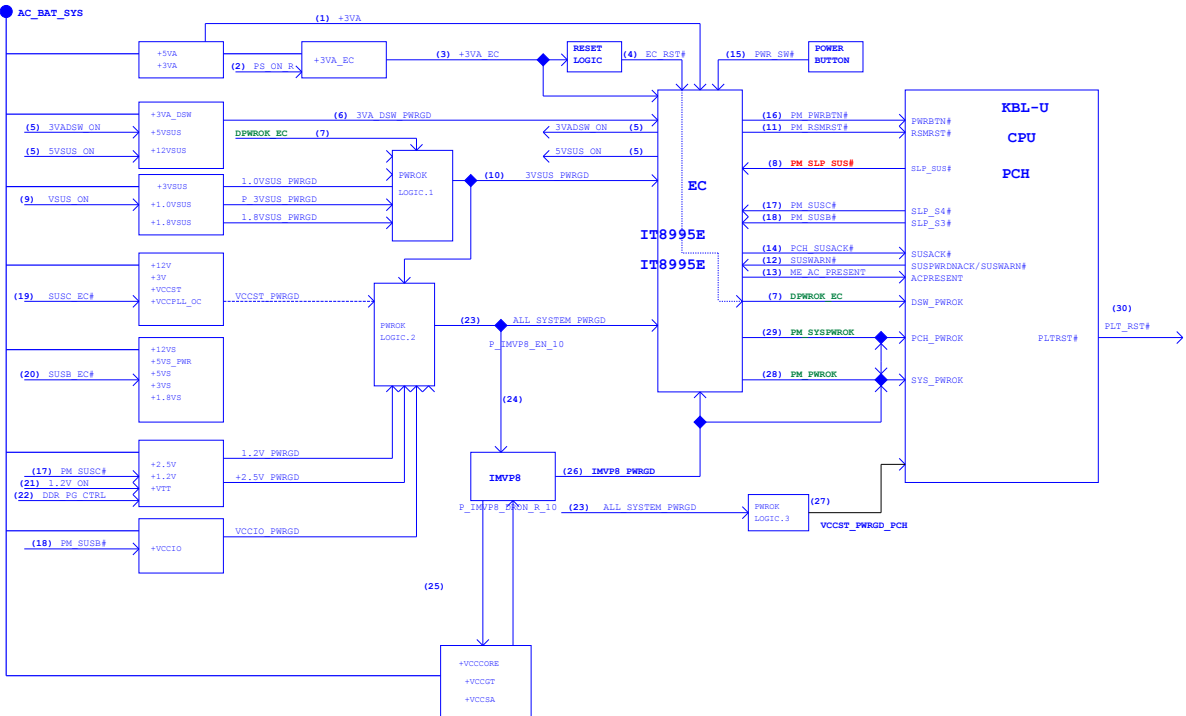 AC_BAT_SYS
(1) +3VA
+5VA
+3VA
(2) PS_ON_R
+3VA_EC
(3) +3VA_EC
RESET
LOGIC
(4) EC_RST#
(15) PWR_SW#
POWER
BUTTON
+3VA_DSW
+5VSUS
+12VSUS
(5) 3VADSW_ON
(5) 5VSUS_ON
(6) 3VA_DSW_PWRGD
DPWROK_EC (7)
3VADSW_ON (5)
5VSUS_ON (5)
PWROK
LOGIC.1
(10) 3VSUS_PWRGD
+3VSUS
+1.0VSUS
+1.8VSUS
(9) VSUS_ON
1.0VSUS_PWRGD
P_3VSUS_PWRGD
1.8VSUS_PWRGD
EC
IT8995E
IT8995E
(16) PM_PWRBTN#
(11) PM_RSMRST#
(8) PM_SLP_SUS#
(17) PM_SUSC#
(18) PM_SUSB#
(14) PCH_SUSACK#
(12) SUSWARN#
(13) ME_AC_PRESENT
(7) DPWROK_EC
(29) PM_SYSPWROK
(28) PM_PWROK
KBL-U
CPU
PCH
PWRBTN#
RSMRST#
SLP_SUS#
SLP_S4#
SLP_S3#
SUSACK#
SUSPWRDNACK/SUSWARN#
ACPRESENT
DSW_PWROK
PCH_PWROK
PLTRST#
SYS_PWROK
(30)
PLT_RST#
+12V
+3V
+VCCST
+VCCPLL_OC
(19) SUSC_EC#
VCCST_PWRGD
PWROK
LOGIC.2
(23) ALL_SYSTEM_PWRGD
P_IMVP8_EN_10
+12VS
+5VS_PWR
+5VS
+3VS
+1.8VS
(20) SUSB_EC#
(24)
+2.5V
+1.2V
+VTT
(17) PM_SUSC#
(21) 1.2V_ON
(22) DDR_PG_CTRL
1.2V_PWRGD
+2.5V_PWRGD
IMVP8
(26) IMVP8_PWRGD
P_IMVP8_DRON_R_10
(23) ALL_SYSTEM_PWRGD
PWROK
LOGIC.3
(27)
VCCST_PWRGD_PCH
+VCCIO
(18) PM_SUSB#
VCCIO_PWRGD
(25)
+VCCCORE
+VCCGT
+VCCSA